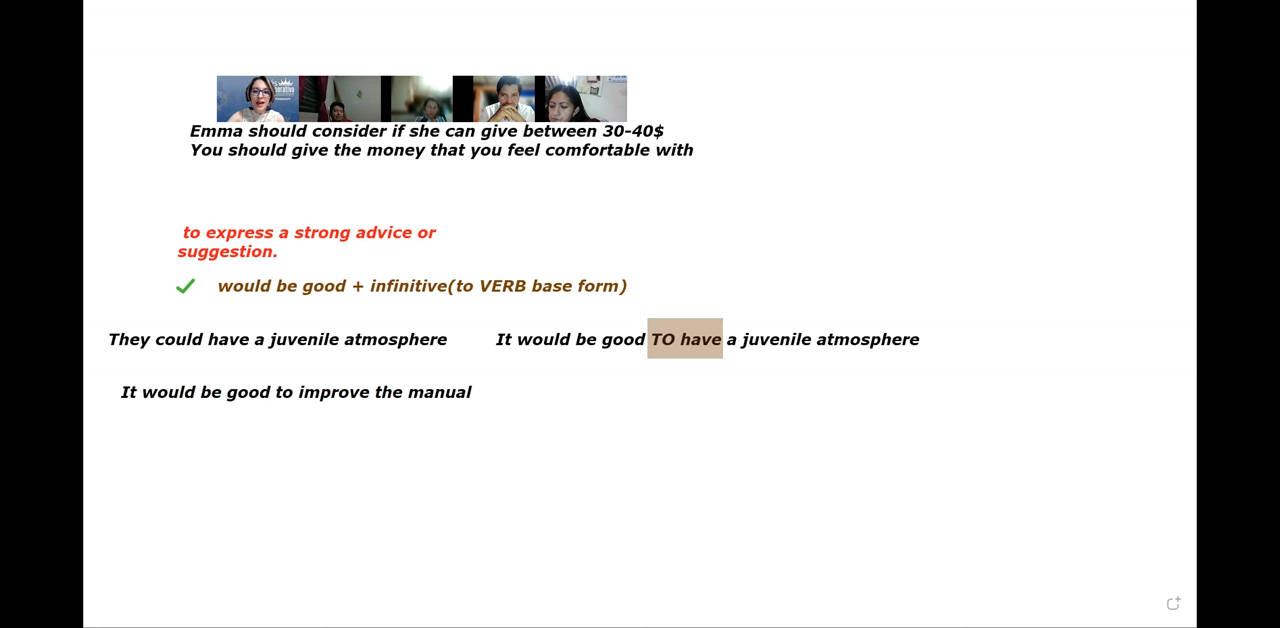 Emma should consider if she can give between 30-40$
You should give the money that you feel comfortable with
to express a strong advice or
suggestion.
would be good + infinitive(to VERB base form)
They could have a juvenile atmosphere
It would be good TO have a juvenile atmosphere
It would be good to improve the manual